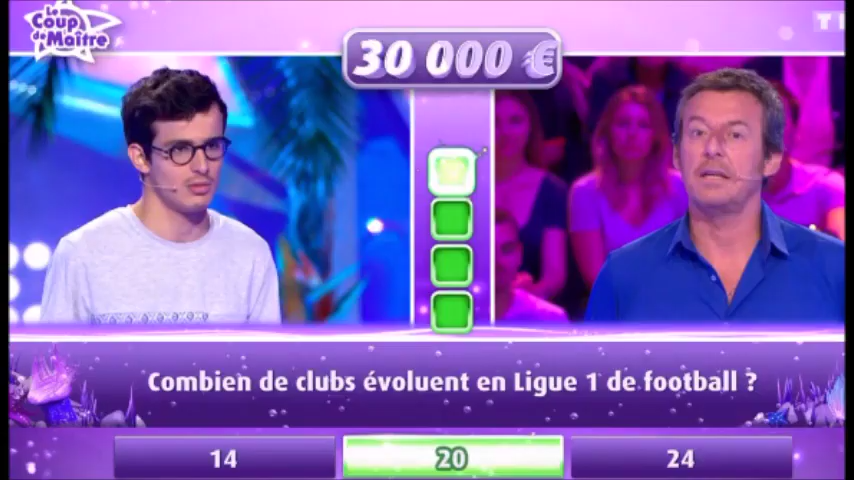 Le
Coup
de Maître
30 000 €
Combien de clubs évoluent en Ligue 1 de football ?
14
20
24